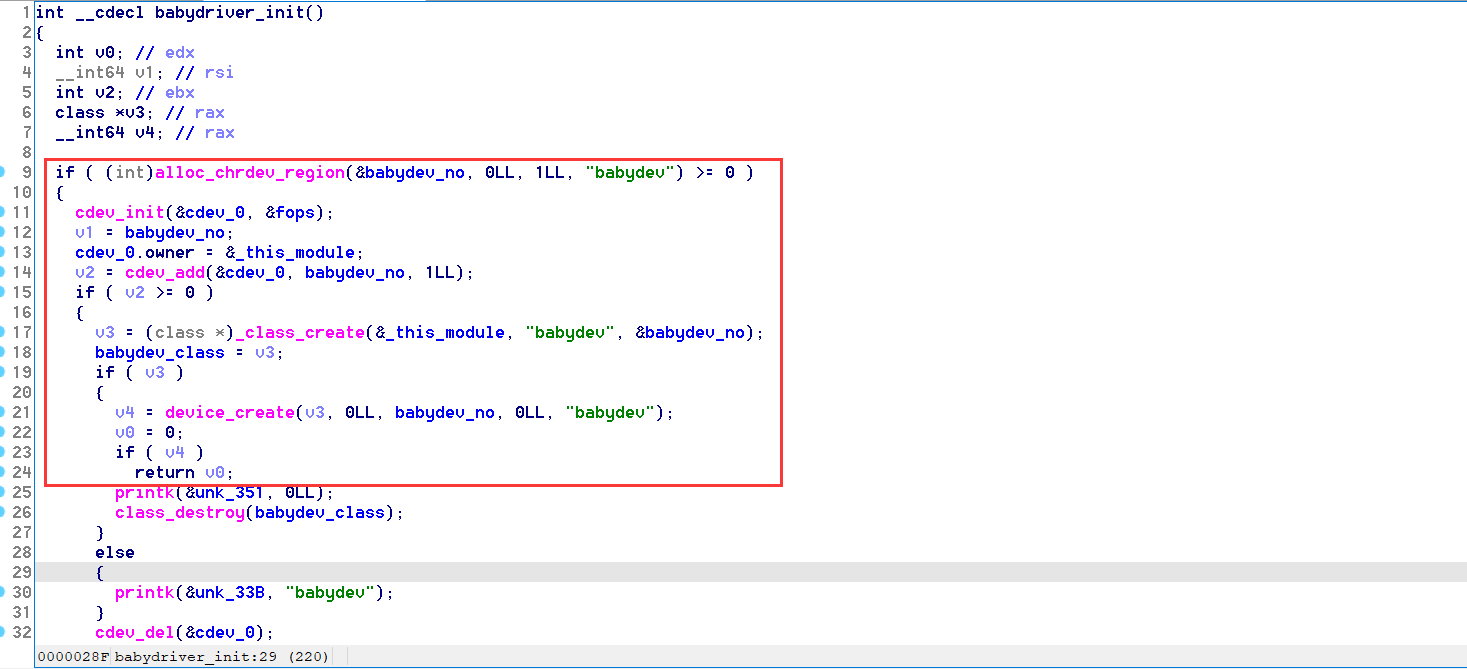 1 int __cdecl babydriver_init()
2 {
3 int v0; // edx
4 __int64 v1; // rsi
5 int v2; // ebx
6 class *v3; // rax
7 __int64 v4; // rax
8
9 if ( (int)alloc_chrdev_region(&babydev_no, 0LL, 1LL, "babydev") >= 0 )
10 {
11 cdev_init(&cdev_0, &fops);
12 v1 = babydev_no;
13 cdev_0.owner = &_this_module;
14 v2 = cdev_add(&cdev_0, babydev_no, 1LL);
15 if ( v2 >= 0 )
16 {
17 v3 = (class *)_class_create(&_this_module, "babydev", &babydev_no);
18 babydev_class = v3;
19 if ( v3 )
20 {
21 v4 = device_create(v3, 0LL, babydev_no, 0LL, "babydev");
22 v0 = 0;
23 if ( v4 )
24 return v0;
25 printk(&unk_351, 0LL);
26 class_destroy(babydev_class);
27 }
28 else
29 {
30 printk(&unk_33B, "babydev");
31 }
32 cdev_del(&cdev_0);
0000028F babydriver_init:29 (220)